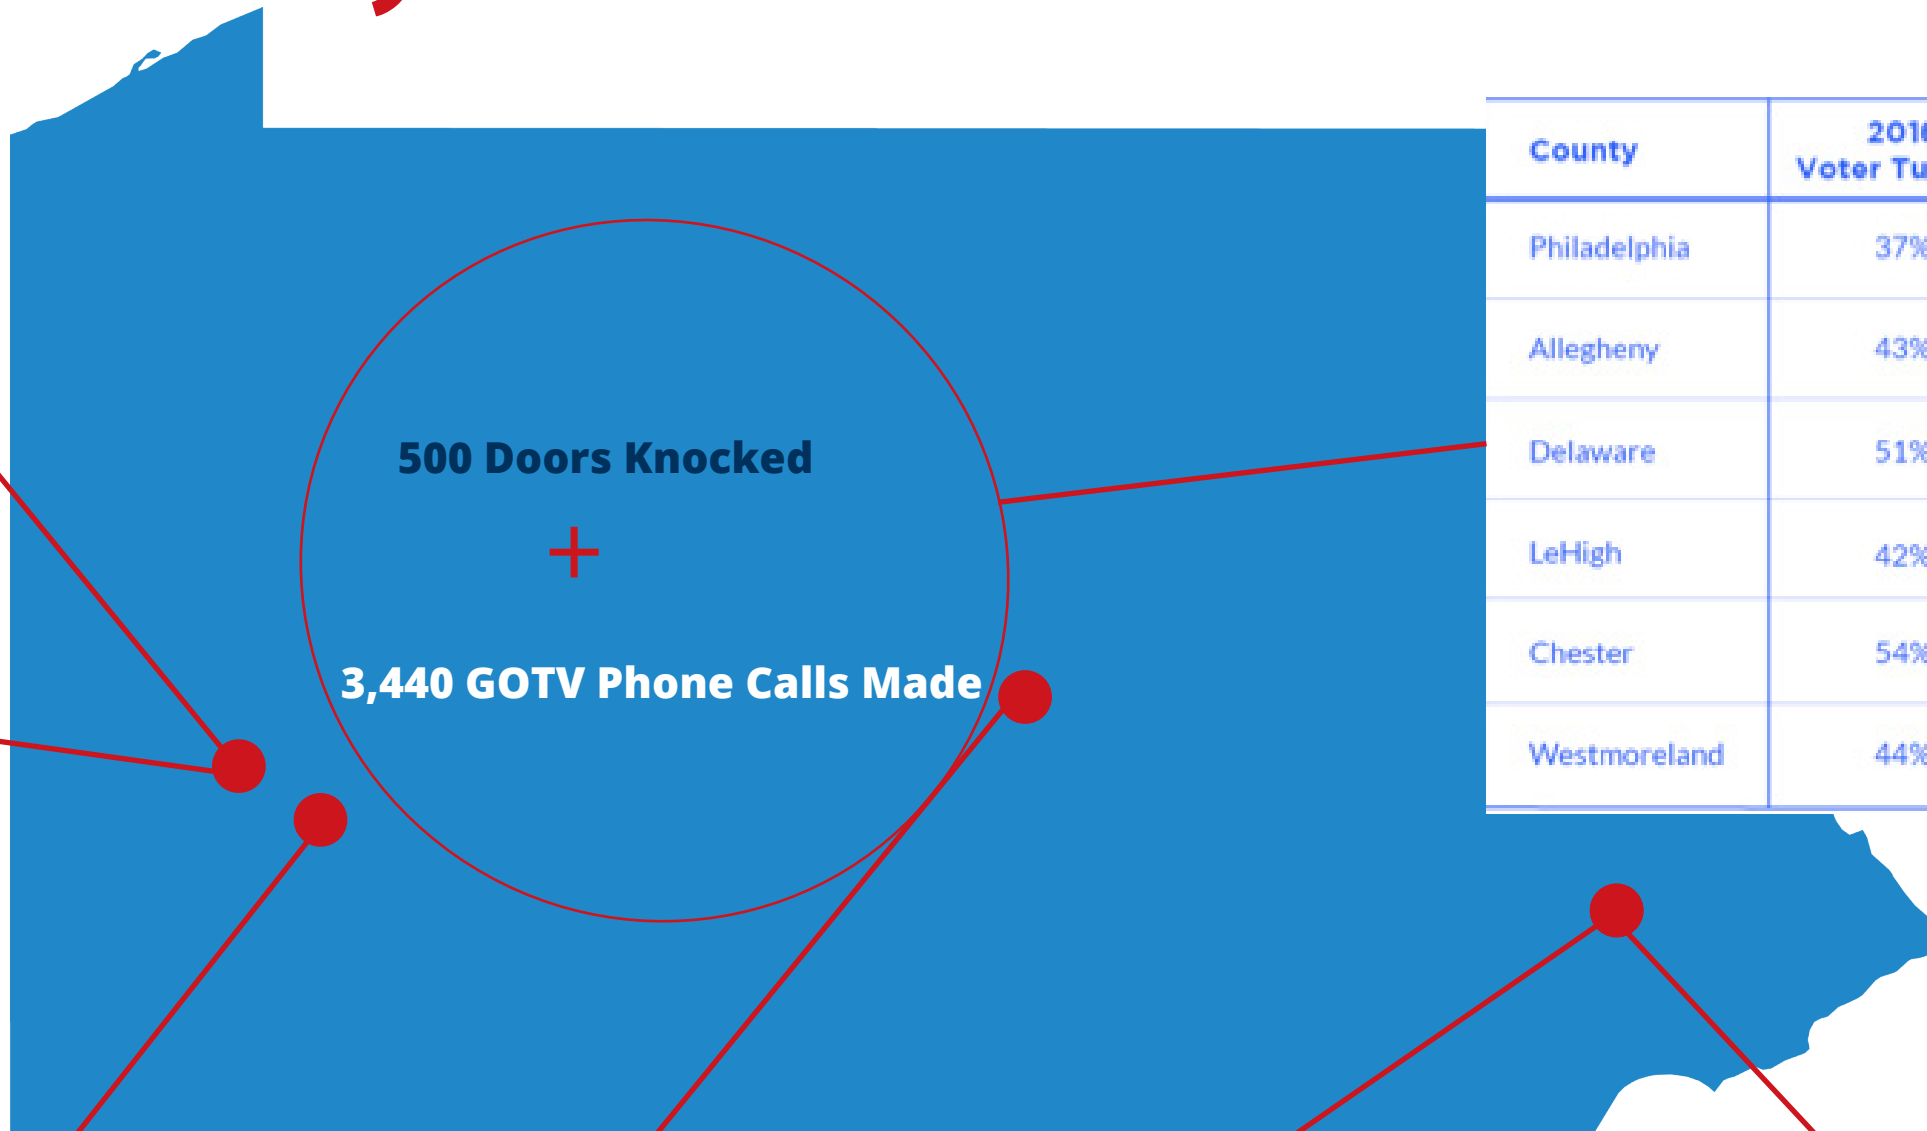 500 Doors Knocked
+
3,440 GOTV Phone Calls Made
County
Voter
Philadelphia 37%
Allegheny 43%
Delaware 51%
LeHigh 42%
Chester 54%
Westmoreland 44%